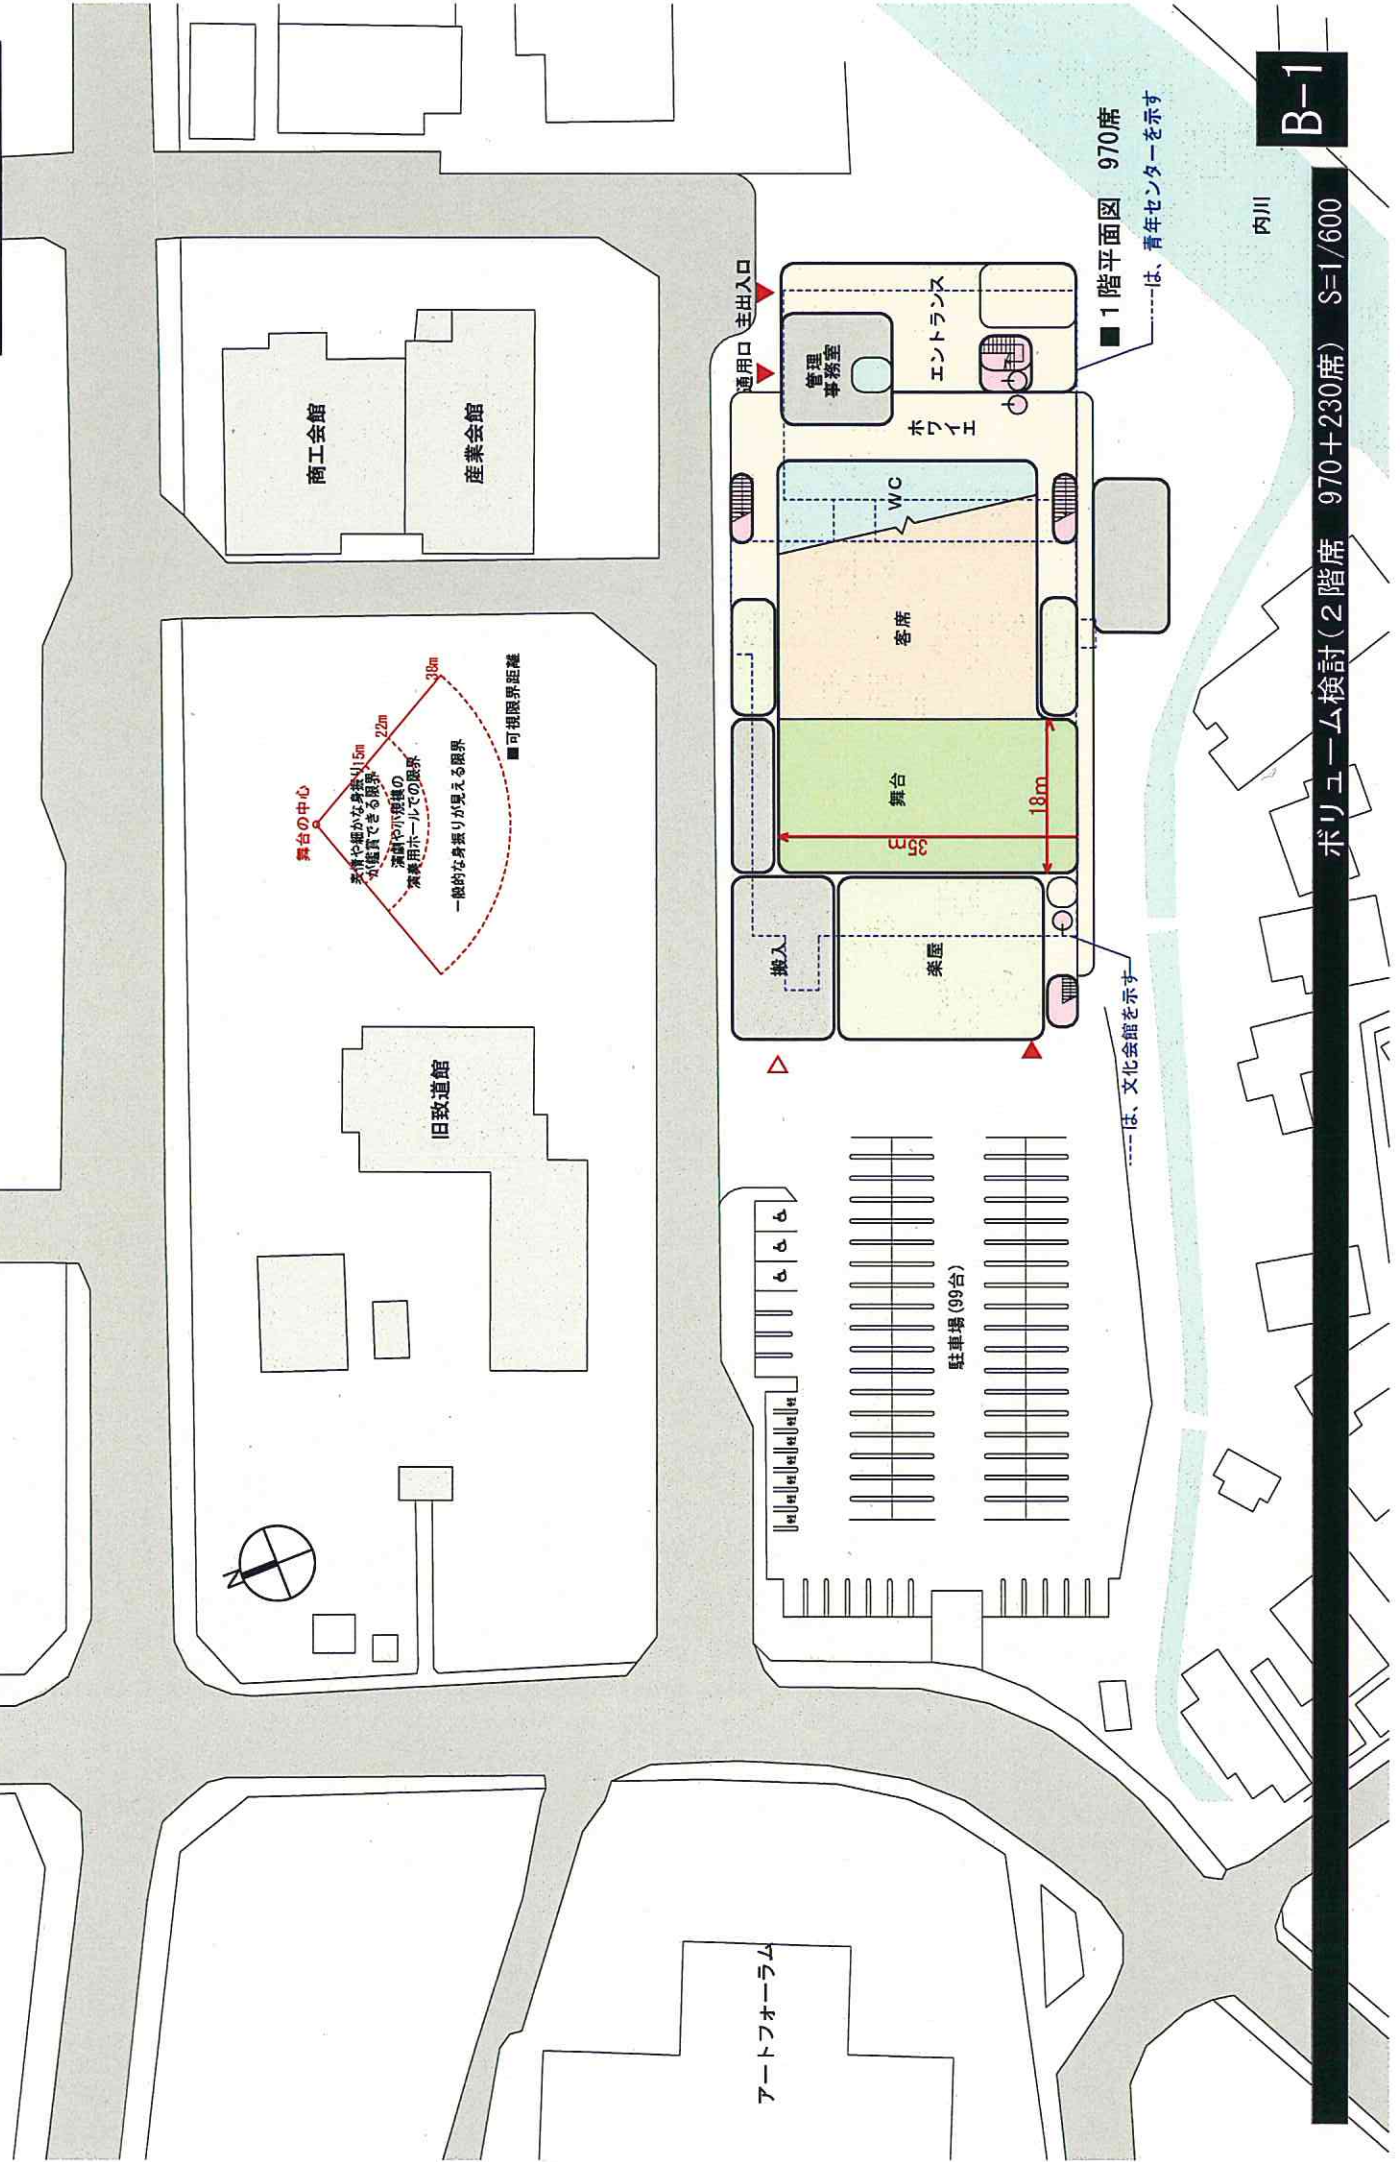 B-1
ボリューム検討(2階席 970+230席) S=1/600
■1階平面図 970席
----は、青年センターを示す
内川
主出入口
通用口
管理
事務室
エントランス
ホワイエ
WC
客席
舞台
18m
35m
搬入
楽屋
----は、文化会館を示す
駐車場(99台)
軽
軽
軽
軽
軽
軽
商工会館
産業会館
舞台の中心
15m
22m
38m
表情や細かな身振り
が鑑賞できる限界
演劇や小規模の
演奏用ホールでの限界
一般的な身振りが見える限界
■可視限界距離
旧致道館
N
アートフォーラム